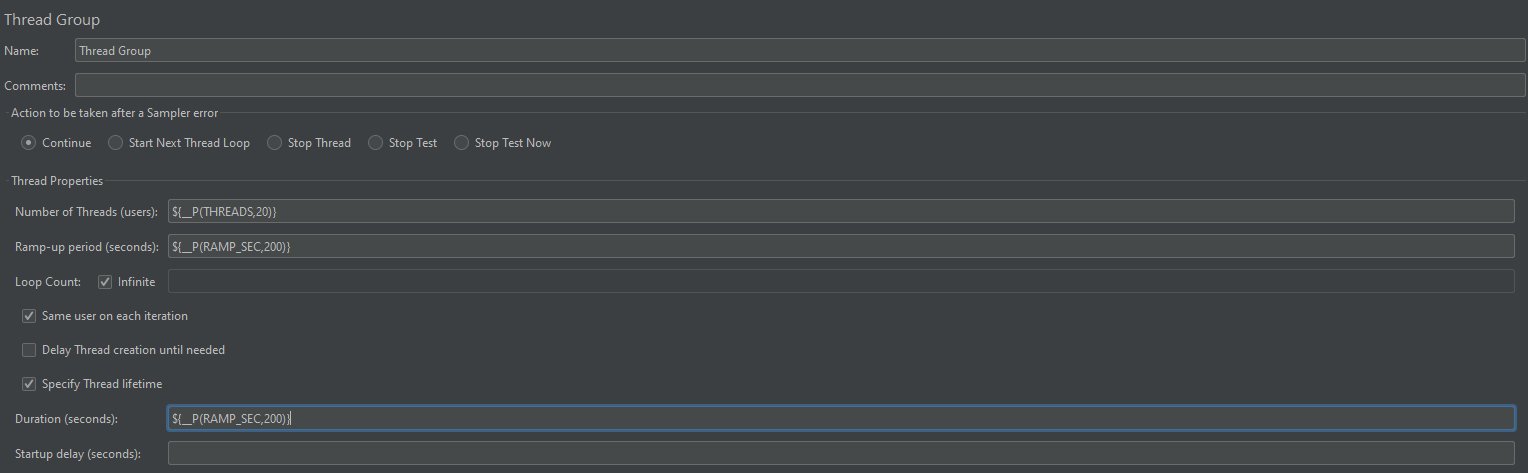 Thread Group
Name: Thread Group
Comments:
Action to be taken after a Sampler error
Continue Start Next Thread Loop Stop Thread Stop Test Stop Test Now
Thread Properties
Number of Threads (users): ${__P(THREADS,20)}
Ramp-up period (seconds): ${__P(RAMP_SEC,200)}
Loop Count: Infinite
Same user on each iteration
Delay Thread creation until needed
Specify Thread lifetime
Duration (seconds): ${__P(RAMP_SEC,200)}
Startup delay (seconds):